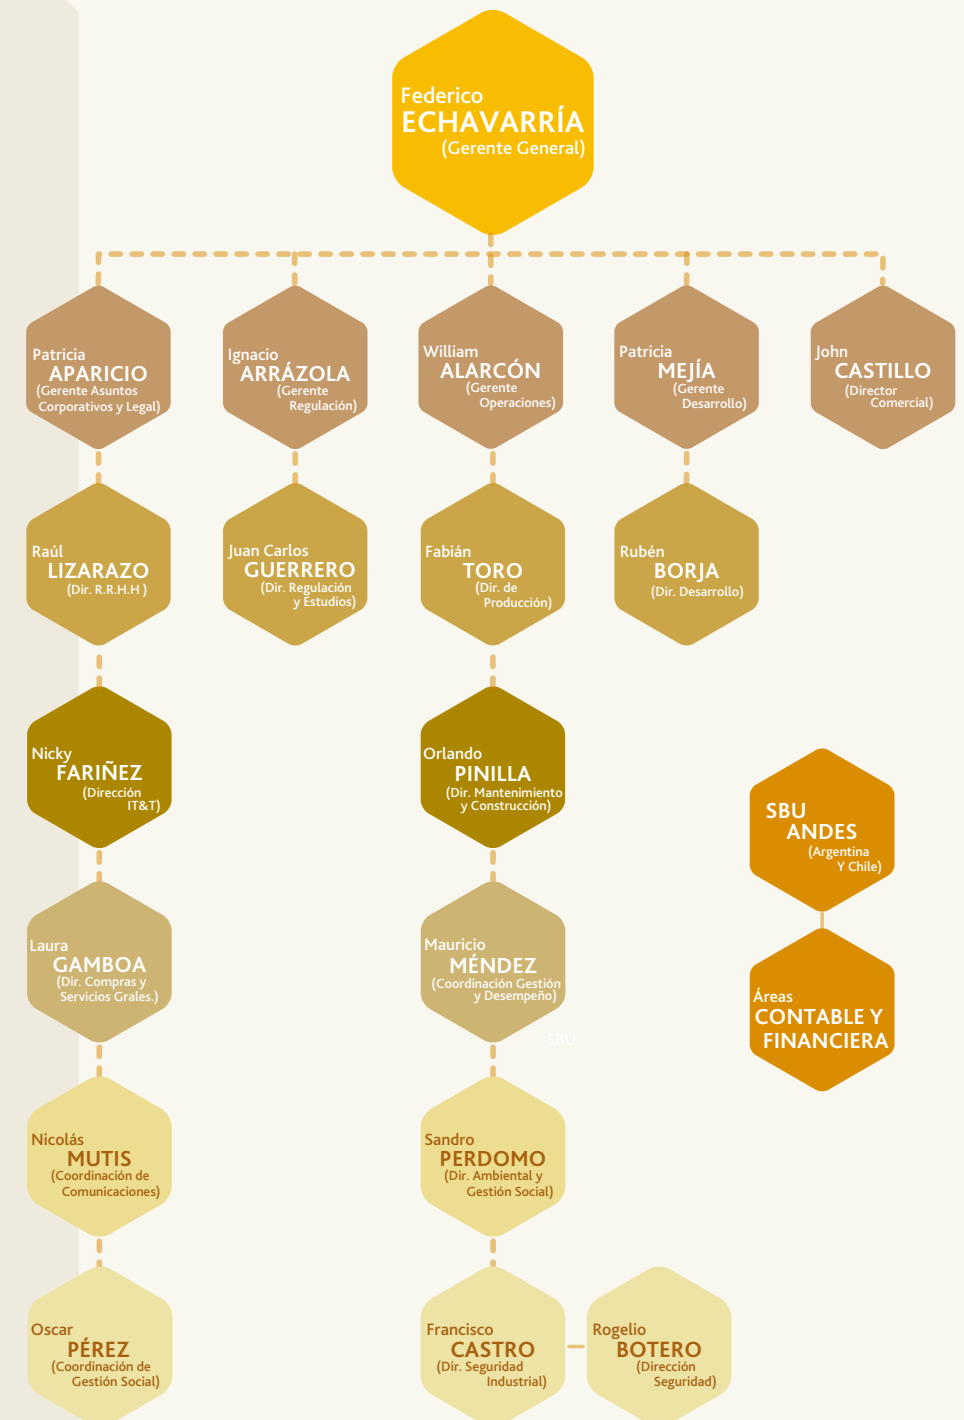 Federico
ECHAVARRÍA
(Gerente General)
Patricia
APARICIO
(Gerente Asuntos
Corporativos y Legal)
Ignacio
ARRÁZOLA
(Gerente
Regulación)
William
ALARCÓN
(Gerente
Operaciones)
Patricia
MEJÍA
(Gerente
Desarrollo)
John
CASTILLO
(Director
Comercial)
Raúl
LIZARAZO
(Dir. R.R.H.H )
Juan Carlos
GUERRERO
(Dir. Regulación
y Estudios)
Fabián
TORO
(Dir. de
Producción)
Rubén
BORJA
(Dir. Desarrollo)
Nicky
FARIÑEZ
(Dirección
IT&T)
Orlando
PINILLA
(Dir. Mantenimiento
y Construcción)
SBU
ANDES
(Argentina
Y Chile)
Laura
GAMBOA
(Dir. Compras y
Servicios Grales.)
Mauricio
MÉNDEZ
(Coordinación Gestión
y Desempeño)
SBU
Áreas
CONTABLE Y
FINANCIERA
Nicolás
MUTIS
(Coordinación de
Comunicaciones)
Sandro
PERDOMO
(Dir. Ambiental y
Gestión Social)
Oscar
PÉREZ
(Coordinación de
Gestión Social)
Francisco
CASTRO
(Dir. Seguridad
Industrial)
Rogelio
BOTERO
(Dirección
Seguridad)